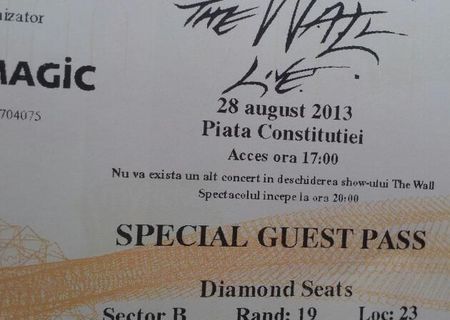 nizator
THE WALL
MAGiC
LIVE
704075
28 august 2013
Piata Constitutiei
Acces ora 17:00
Nu va exista un alt concert in deschiderea show-ului The Wall
Spectacolul incepe la ora 20:00
SPECIAL GUEST PASS
Diamond Seats
Sector B Rand: 19 Loc: 23